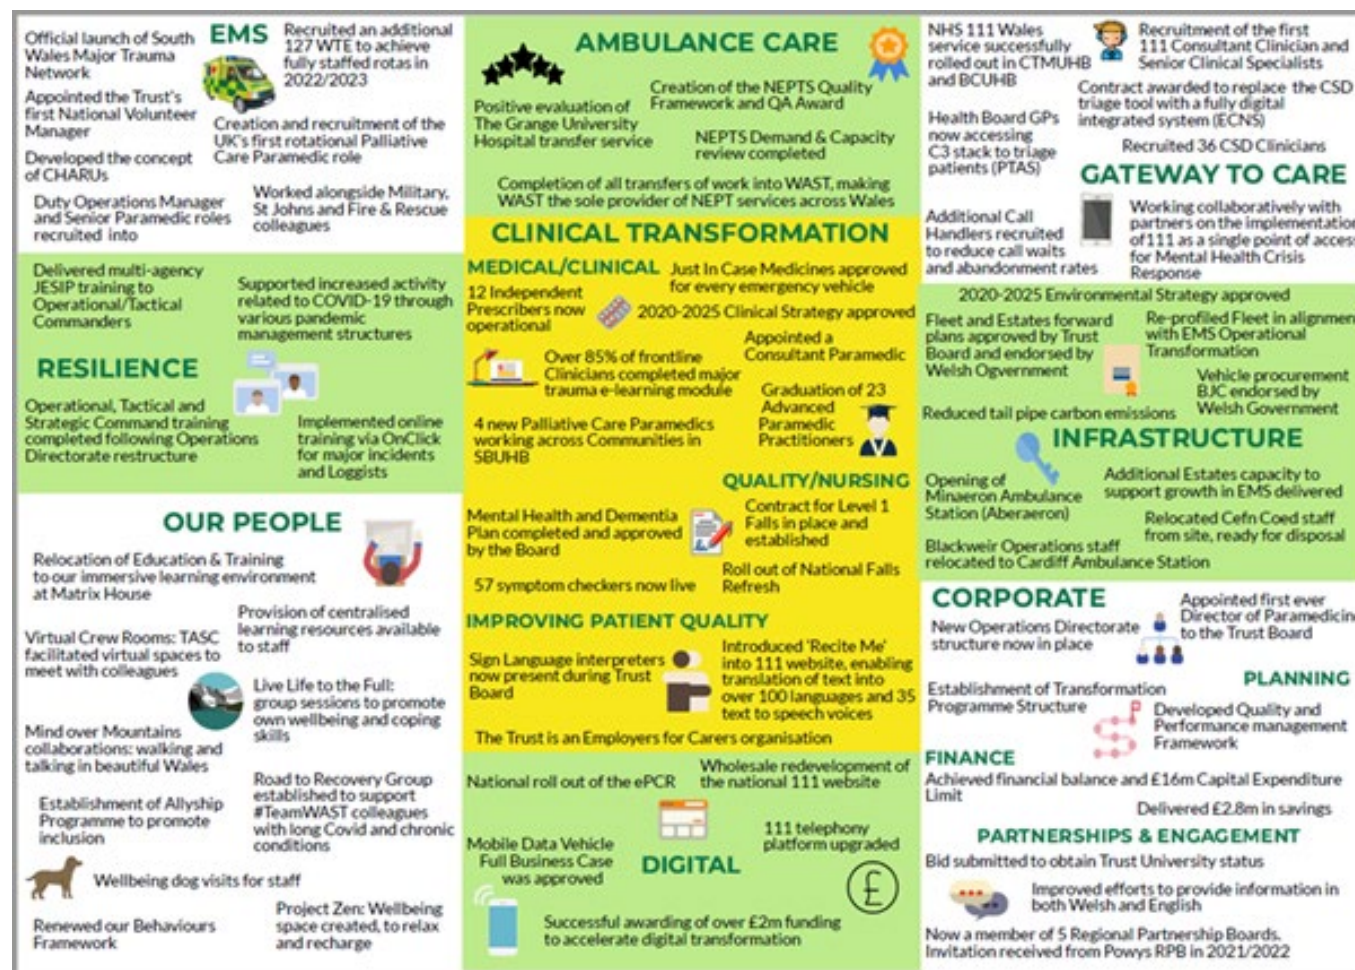 EMS
Official launch of South
Wales Major Trauma
Network
Recruited an additional
127 WTE to achieve
fully staffed rotas in
2022/2023
Appointed the Trust's
first National Volunteer
Manager
Creation and recruitment of the
UK's first rotational Palliative
Care Paramedic role
Developed the concept
of CHARUs
Duty Operations Manager
and Senior Paramedic roles
recruited into
Worked alongside Military,
St Johns and Fire & Rescue
colleagues
Delivered multi-agency
JESIP training to
Operational/Tactical
Commanders
Supported increased activity
related to COVID-19 through
various pandemic
management structures
RESILIENCE
Operational, Tactical and
Strategic Command training
completed following Operations
Directorate restructure
Implemented online
training via OnClick
for major incidents
and Loggists
OUR PEOPLE
Relocation of Education & Training
to our immersive learning environment
at Matrix House
Provision of centralised
learning resources available
to staff
Virtual Crew Rooms: TASC
facilitated virtual spaces to
meet with colleagues
Live Life to the Full:
group sessions to promote
own wellbeing and coping
skills
Mind over Mountains
collaborations: walking and
talking in beautiful Wales
Road to Recovery Group
established to support
#TeamWAST colleagues
with long Covid and chronic
conditions
Establishment of Allyship
Programme to promote
inclusion
Wellbeing dog visits for staff
Renewed our Behaviours
Framework
Project Zen: Wellbeing
space created, to relax
and recharge
AMBULANCE CARE
Positive evaluation of
The Grange University
Hospital transfer service
Creation of the NEPTS Quality
Framework and QA Award
NEPTS Demand & Capacity
review completed
Completion of all transfers of work into WAST, making
WAST the sole provider of NEPT services across Wales
CLINICAL TRANSFORMATION
MEDICAL/CLINICAL
Just In Case Medicines approved
for every emergency vehicle
12 Independent
Prescribers now
operational
2020-2025 Clinical Strategy approved
Appointed a
Consultant Paramedic
Over 85% of frontline
Clinicians completed major
trauma e-learning module
Graduation of 23
Advanced
Paramedic
Practitioners
4 new Palliative Care Paramedics
working across Communities in
SBUHB
QUALITY/NURSING
Mental Health and Dementia
Plan completed and approved
by the Board
Contract for Level 1
Falls in place and
established
57 symptom checkers now live
Roll out of National Falls
Refresh
IMPROVING PATIENT QUALITY
Sign Language interpreters
now present during Trust
Board
Introduced 'Recite Me'
into 111 website, enabling
translation of text into
over 100 languages and 35
text to speech voices
The Trust is an Employers for Carers organisation
National roll out of the ePCR
Wholesale redevelopment of
the national 111 website
Mobile Data Vehicle
Full Business Case
was approved
111 telephony
platform upgraded
DIGITAL
£
Successful awarding of over £2m funding
to accelerate digital transformation
NHS 111 Wales
service successfully
rolled out in CTMUHB
and BCUHB
Recruitment of the first
111 Consultant Clinician and
Senior Clinical Specialists
Contract awarded to replace the CSD
triage tool with a fully digital
integrated system (ECNS)
Health Board GPs
now accessing
C3 stack to triage
patients (PTAS)
Recruited 36 CSD Clinicians
GATEWAY TO CARE
Additional Call
Handlers recruited
to reduce call waits
and abandonment rates
Working collaboratively with
partners on the implementation
of111 as a single point of access
for Mental Health Crisis
Response
2020-2025 Environmental Strategy approved
Fleet and Estates forward
plans approved by Trust
Board and endorsed by
Welsh Ogvernment
Re-profiled Fleet in alignment
with EMS Operational
Transformation
Vehicle procurement
BJC endorsed by
Welsh Government
Reduced tail pipe carbon emissions
INFRASTRUCTURE
Opening of
Minaeron Ambulance
Station (Aberaeron)
Additional Estates capacity to
support growth in EMS delivered
Relocated Cefn Coed staff
from site, ready for disposal
Blackweir Operations staff
relocated to Cardiff Ambulance Station
CORPORATE
New Operations Directorate
structure now in place
Appointed first ever
Director of Paramedicine
to the Trust Board
PLANNING
Establishment of Transformation
Programme Structure
Developed Quality and
Performance management
Framework
FINANCE
Achieved financial balance and £16m Capital Expenditure
Limit
Delivered £2.8m in savings
PARTNERSHIPS & ENGAGEMENT
Bid submitted to obtain Trust University status
Improved efforts to provide information in
both Welsh and English
Now a member of 5 Regional Partnership Boards.
Invitation received from Powys RPB in 2021/2022